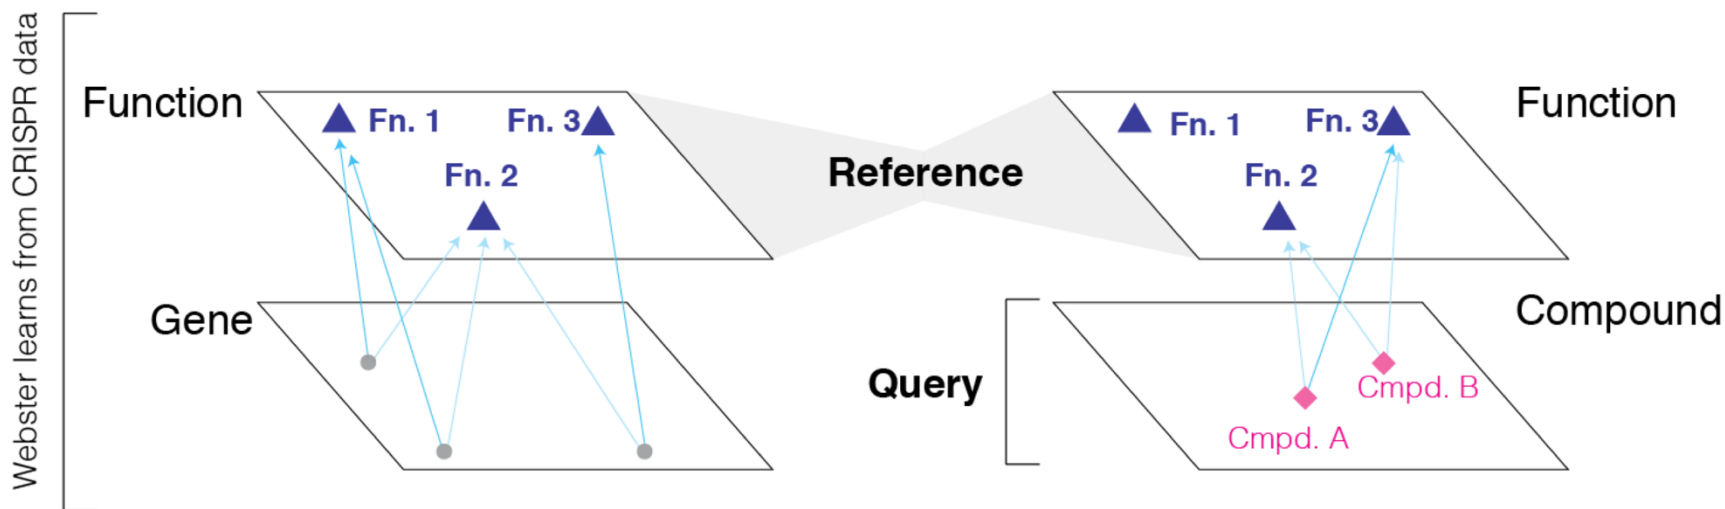 Webster learns from CRISPR data
Function
Fn. 1
Fn. 3
Fn. 2
Gene
Reference
Fn. 1
Fn. 3
Fn. 2
Function
Query
Compound
Cmpd. B
Cmpd. A